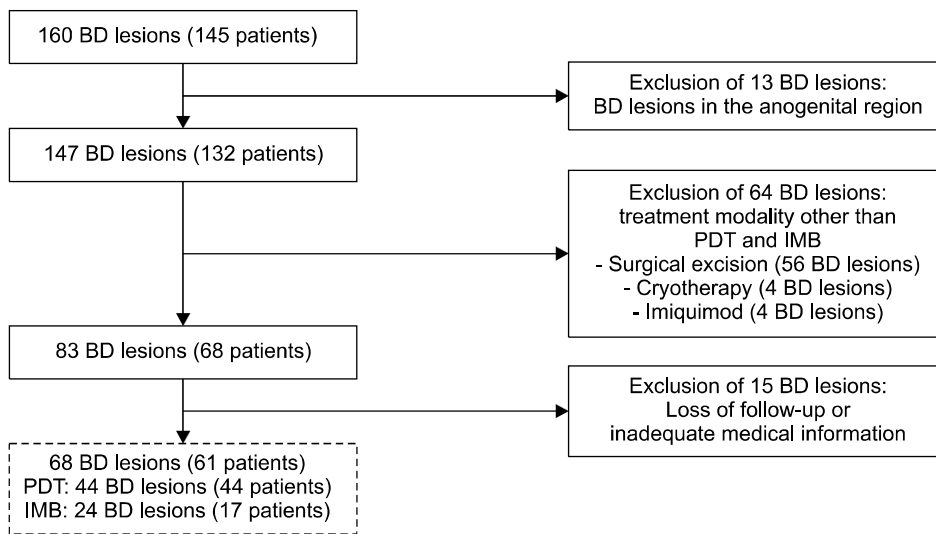 160 BD lesions (145 patients)
Exclusion of 13 BD lesions:
BD lesions in the anogenital region
147 BD lesions (132 patients)
Exclusion of 64 BD lesions:
treatment modality other than
PDT and IMB
- Surgical excision (56 BD lesions)
- Cryotherapy (4 BD lesions)
- Imiquimod (4 BD lesions)
83 BD lesions (68 patients)
Exclusion of 15 BD lesions:
Loss of follow-up or
inadequate medical information
68 BD lesions (61 patients)
PDT: 44 BD lesions (44 patients)
IMB: 24 BD lesions (17 patients)